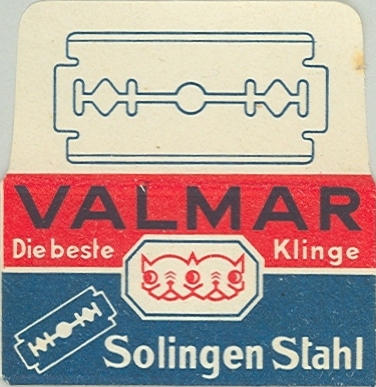 VALMAR
Die beste Klinge
Solingen Stahl